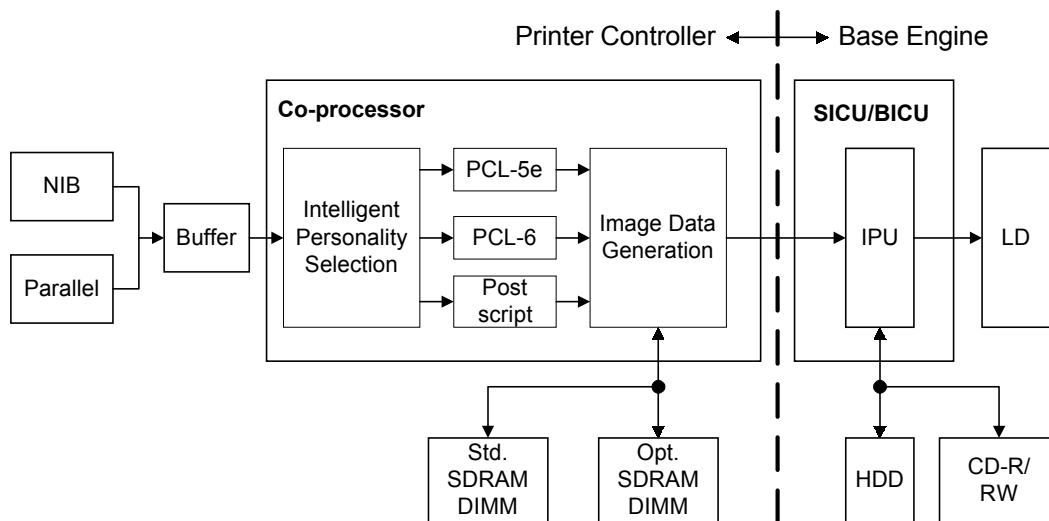 Printer Controller
Base Engine
Co-processor
SICU/BICU
NIB
Parallel
Buffer
Intelligent
Personality
Selection
PCL-5e
PCL-6
Post
script
Image Data
Generation
IPU
LD
Std.
SDRAM
DIMM
Opt.
SDRAM
DIMM
HDD
CD-R/
RW